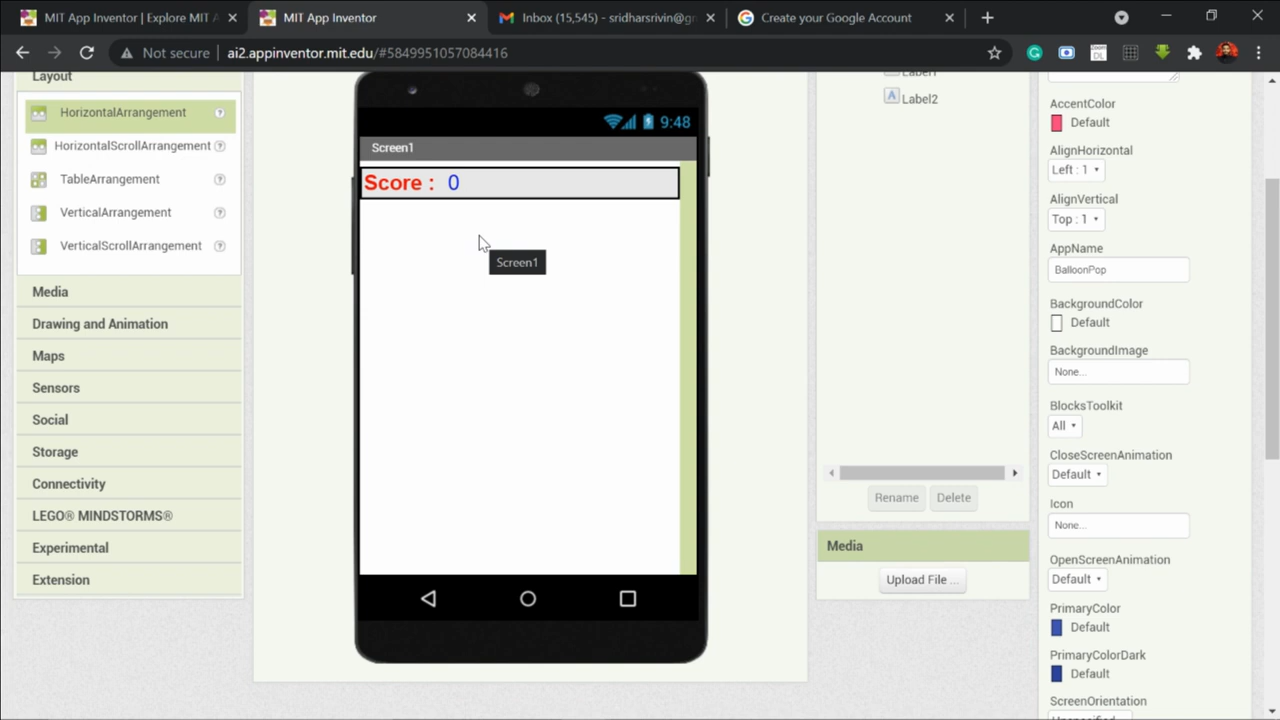 MIT App Inventor | Explore MIT A
MIT App Inventor
Inbox (15,545) - sridharsrivin@gr
Create your Google Account
Not secure
ai2.appinventor.mit.edu/#5849951057084416
Layout
HorizontalArrangement
HorizontalScrollArrangement
TableArrangement
VerticalArrangement
VerticalScrollArrangement
Media
Drawing and Animation
Maps
Sensors
Social
Storage
Connectivity
LEGO® MINDSTORMS®
Experimental
Extension
9:48
Screen1
Score : 0
Screen1
Label1
Label2
Rename Delete
Media
Upload File ...
AccentColor
Default
AlignHorizontal
Left : 1
AlignVertical
Top : 1
AppName
BalloonPop
BackgroundColor
Default
BackgroundImage
None...
BlocksToolkit
All
CloseScreenAnimation
Default
Icon
None...
OpenScreenAnimation
Default
PrimaryColor
Default
PrimaryColorDark
Default
ScreenOrientation
Unspecified